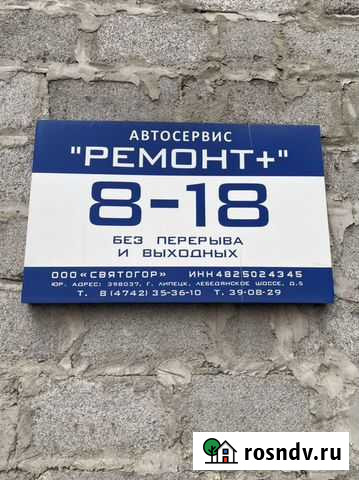 АВТОСЕРВИС
"РЕМОНТ+"
8-18
БЕЗ ПЕРЕРЫВА
И ВЫХОДНЫХ
ООО «СВЯТОГОР» ИНН4825024345
ЮР. АДРЕС: 398037, Г. ЛИПЕЦК, ЛЕБЕДЯНСКОЕ ШОССЕ, Д.5
Т. 8 (4742) 35-36-10 Т. 39-08-29
rosndv.ru